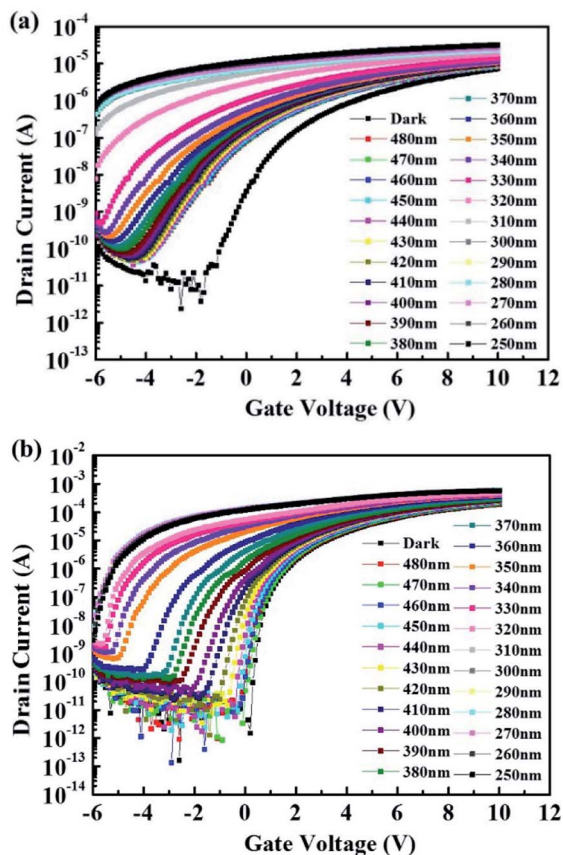 (a)
10⁻³
10⁻⁴
10⁻⁵
10⁻⁶
10⁻⁷
10⁻⁸
10⁻⁹
10⁻¹⁰
10⁻¹¹
10⁻¹²
10⁻¹³
Drain Current (A)
-6 -4 -2 0 2 4 6 8 10 12
Gate Voltage (V)
Dark
480nm
470nm
460nm
450nm
440nm
430nm
420nm
410nm
400nm
390nm
380nm
370nm
360nm
350nm
340nm
330nm
320nm
310nm
300nm
290nm
280nm
270nm
260nm
250nm
(b)
10⁻²
10⁻³
10⁻⁴
10⁻⁵
10⁻⁶
10⁻⁷
10⁻⁸
10⁻⁹
10⁻¹⁰
10⁻¹¹
10⁻¹²
10⁻¹³
10⁻¹⁴
Drain Current (A)
-6 -4 -2 0 2 4 6 8 10 12
Gate Voltage (V)
Dark
480nm
470nm
460nm
450nm
440nm
430nm
420nm
410nm
400nm
390nm
380nm
370nm
360nm
350nm
340nm
330nm
320nm
310nm
300nm
290nm
280nm
270nm
260nm
250nm